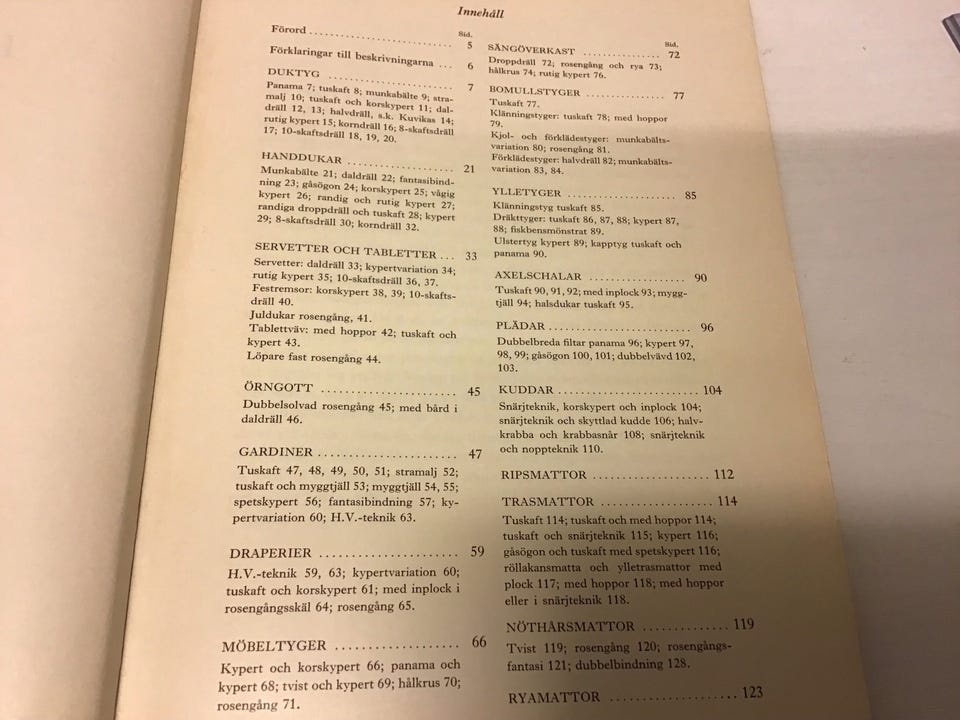 Innehåll
Sid.
Förord ........................ 5
Förklaringar till beskrivningarna ... 6
DUKTYG ..................... 7
Panama 7; tuskaft 8; munkabälte 9; stra-
malj 10; tuskaft och korskypert 11; dal-
dräll 12, 13; halvdräll, s.k. Kuvikas 14;
rutig kypert 15; korndräll 16; 8-skaftsdräll
17; 10-skaftsdräll 18, 19, 20.
HANDDUKAR .................. 21
Munkabälte 21; daldräll 22; fantasibind-
ning 23; gåsögon 24; korskypert 25; vågig
kypert 26; randig och rutig kypert 27;
randiga droppdräll och tuskaft 28; kypert
29; 8-skaftsdräll 30; korndräll 32.
SERVETTER OCH TABLETTER ... 33
Servetter: daldräll 33; kypertvariation 34;
rutig kypert 35; 10-skaftsdräll 36, 37.
Festremsor: korskypert 38, 39; 10-skafts-
dräll 40.
Juldukar rosengång, 41.
Tablettväv: med hoppor 42; tuskaft och
kypert 43.
Löpare fast rosengång 44.
ÖRNGOTT ..................... 45
Dubbelsolvad rosengång 45; med bård i
daldräll 46.
GARDINER ..................... 47
Tuskaft 47, 48, 49, 50, 51; stramalj 52;
tuskaft och myggtjäll 53; myggtjäll 54, 55;
spetskypert 56; fantasibindning 57; ky-
pertvariation 60; H.V.-teknik 63.
DRAPERIER ..................... 59
H.V.-teknik 59, 63; kypertvariation 60;
tuskaft och korskypert 61; med inplock i
rosengångsskäl 64; rosengång 65.
MÖBELTYGER ................... 66
Kypert och korskypert 66; panama och
kypert 68; tvist och kypert 69; hålkrus 70;
rosengång 71.
Sid.
SÄNGÖVERKAST ............... 72
Droppdräll 72; rosengång och rya 73;
hålkrus 74; rutig kypert 76.
BOMULLSTYGER ............... 77
Tuskaft 77.
Klänningstyger: tuskaft 78; med hoppor
79.
Kjol- och förklädestyger: munkabälts-
variation 80; rosengång 81.
Förklädestyger: halvdräll 82; munkabälts-
variation 83, 84.
YLLETYGER ................... 85
Klänningstyg tuskaft 85.
Dräkttyger: tuskaft 86, 87, 88; kypert 87,
88; fiskbensmönstrat 89.
Ulstertyg kypert 89; kapptyg tuskaft och
panama 90.
AXELSCHALAR ................. 90
Tuskaft 90, 91, 92; med inplock 93; mygg-
tjäll 94; halsdukar tuskaft 95.
PLÄDAR ........................ 96
Dubbelbreda filtar panama 96; kypert 97,
98, 99; gåsögon 100, 101; dubbelvävd 102,
103.
KUDDAR ....................... 104
Snärjteknik, korskypert och inplock 104;
snärjteknik och skyttlad kudde 106; halv-
krabba och krabbasnår 108; snärjteknik
och noppteknik 110.
RIPSMATTOR ................... 112
TRASMATTOR .................. 114
Tuskaft 114; tuskaft och med hoppor 114;
tuskaft och snärjteknik 115; kypert 116;
gåsögon och tuskaft med spetskypert 116;
röllakansmatta och ylletrasmattor med
plock 117; med hoppor 118; med hoppor
eller i snärjteknik 118.
NÖTHÅRSMATTOR .............. 119
Tvist 119; rosengång 120; rosengångs-
fantasi 121; dubbelbindning 128.
RYAMATTOR .................... 123